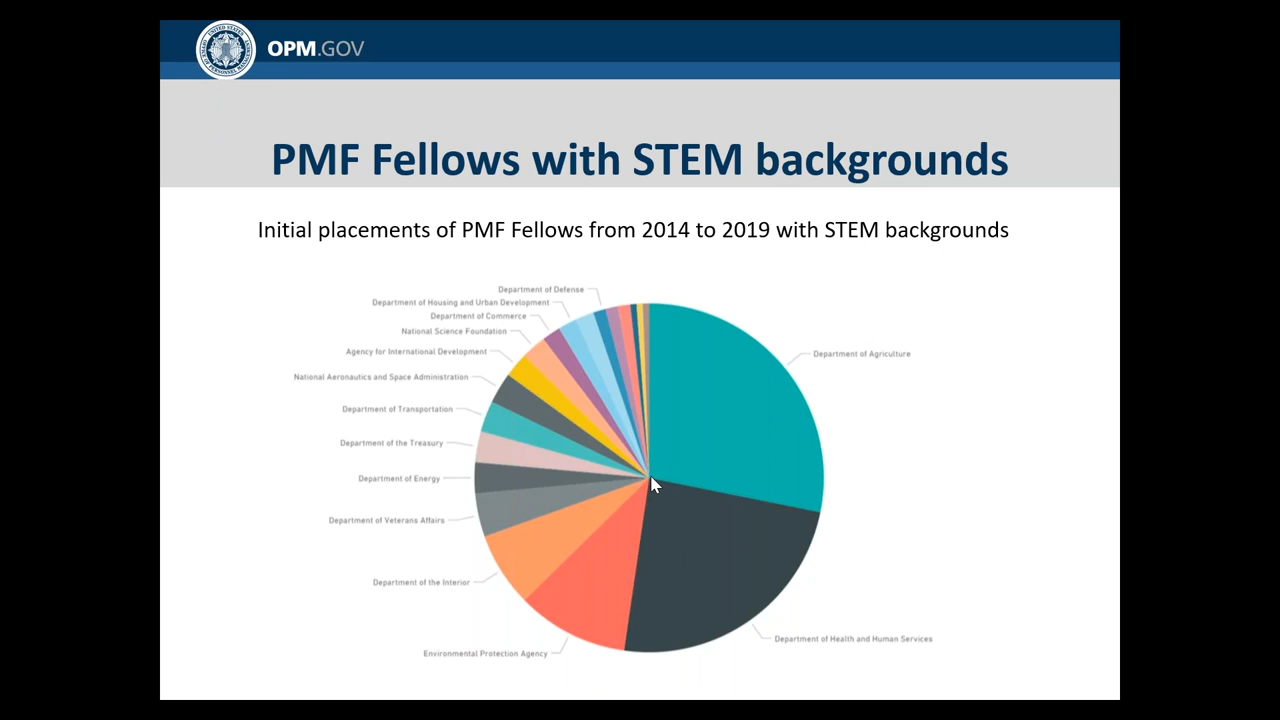 OPM.GOV
PMF Fellows with STEM backgrounds
Initial placements of PMF Fellows from 2014 to 2019 with STEM backgrounds
Department of Defense
Department of Housing and Urban Development
Department of Commerce
National Science Foundation
Agency for International Development
National Aeronautics and Space Administration
Department of Transportation
Department of the Treasury
Department of Energy
Department of Veterans Affairs
Department of the Interior
Environmental Protection Agency
Department of Agriculture
Department of Health and Human Services